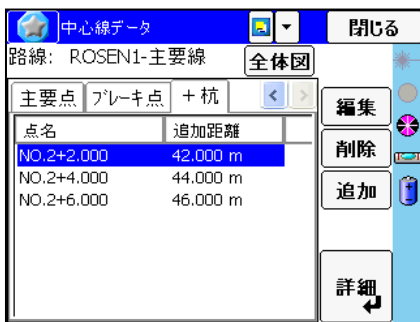 中心線データ 閉じる
路線: ROSEN1-主要線 全体図
主要点 ブレーキ点 +杭 < >
点名 追加距離
NO.2+2.000 42.000 m
NO.2+4.000 44.000 m
NO.2+6.000 46.000 m
編集
削除
追加
詳細